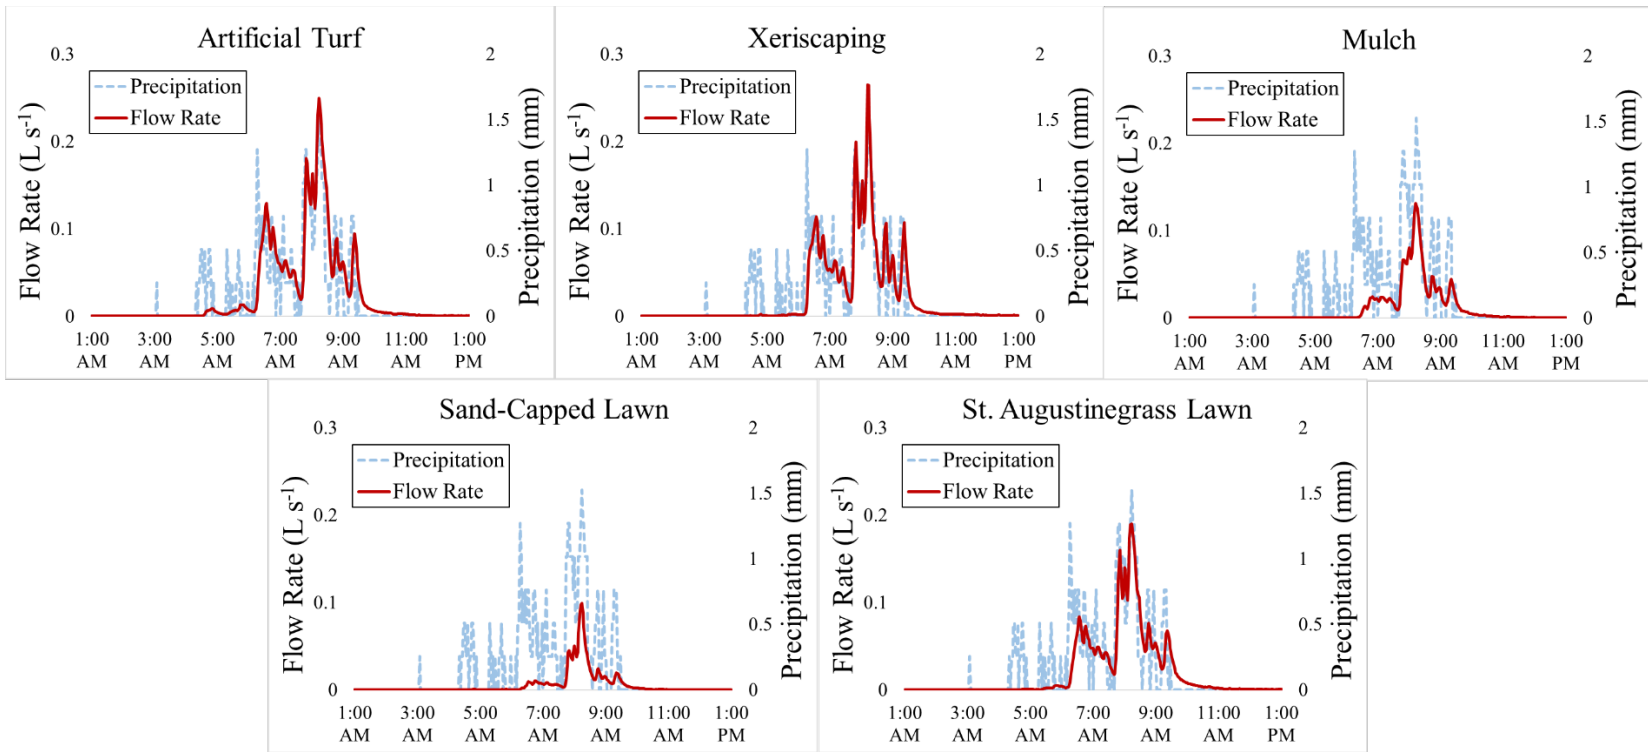 Artificial Turf
0.3
2
Precipitation
Flow Rate
Flow Rate (L s-1)
Precipitation (mm)
0.2
1.5
1
0.1
0.5
0
0
1:00 3:00 5:00 7:00 9:00 11:00 1:00
AM AM AM AM AM AM PM
Xeriscaping
0.3
2
Precipitation
Flow Rate
Flow Rate (L s-1)
Precipitation (mm)
0.2
1.5
1
0.1
0.5
0
0
1:00 3:00 5:00 7:00 9:00 11:00 1:00
AM AM AM AM AM AM PM
Mulch
0.3
2
Precipitation
Flow Rate
Flow Rate (L s-1)
Precipitation (mm)
0.2
1.5
1
0.1
0.5
0
0
1:00 3:00 5:00 7:00 9:00 11:00 1:00
AM AM AM AM AM AM PM
Sand-Capped Lawn
0.3
2
Precipitation
Flow Rate
Flow Rate (L s-1)
Precipitation (mm)
0.2
1.5
1
0.1
0.5
0
0
1:00 3:00 5:00 7:00 9:00 11:00 1:00
AM AM AM AM AM AM PM
St. Augustinegrass Lawn
0.3
2
Precipitation
Flow Rate
Flow Rate (L s-1)
Precipitation (mm)
0.2
1.5
1
0.1
0.5
0
0
1:00 3:00 5:00 7:00 9:00 11:00 1:00
AM AM AM AM AM AM PM